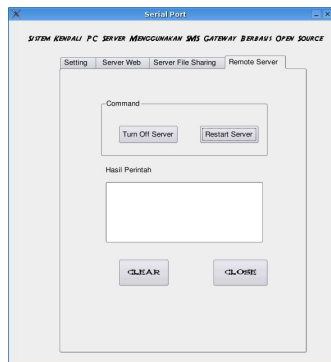 Serial Port
Sistem Kendali PC Server Menggunakan SMS Gateway Berbasis Open Source
Setting Server Web Server File Sharing Remote Server
Command
Turn Off Server Restart Server
Hasil Perintah
CLEAR CLOSE